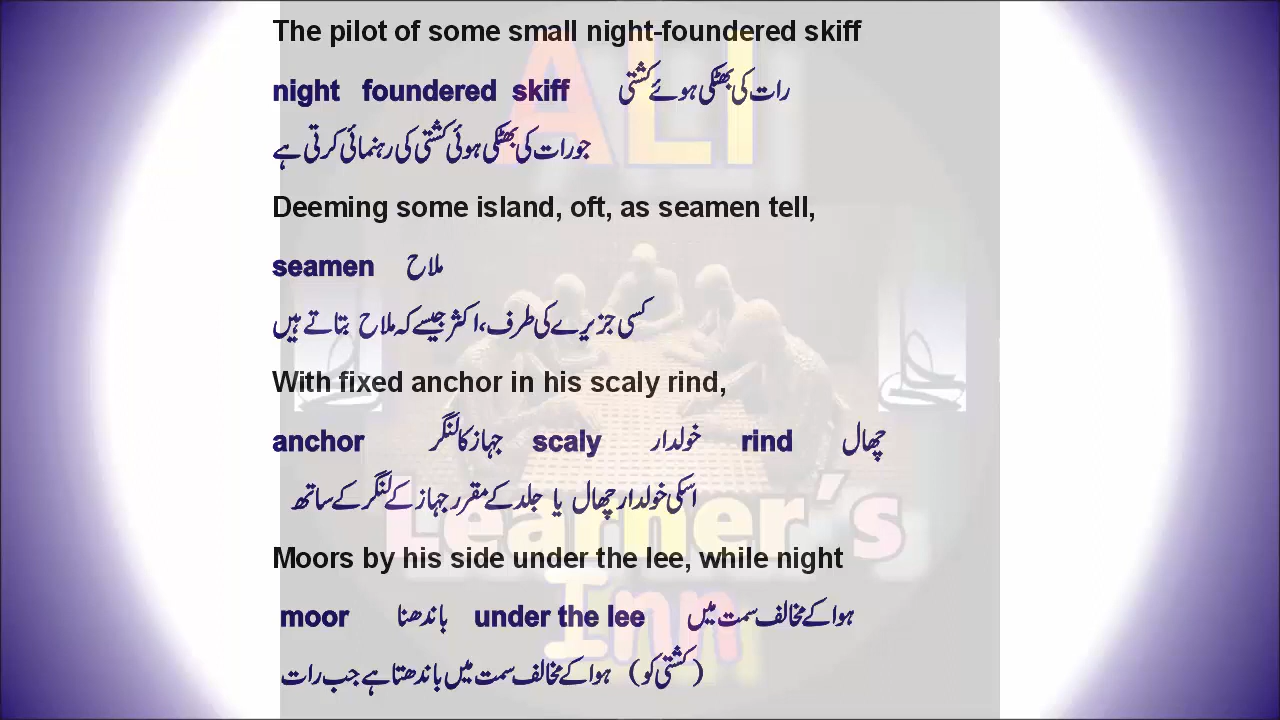 The pilot of some small night-foundered skiff
night foundered skiff رات کی بھٹکی ہوئے کشتی
جو رات کی بھٹکی ہوئی کشتی کی رہنمائی کرتی ہے
Deeming some island, oft, as seamen tell,
seamen ملاح
کسی جزیرے کی طرف، اکثر جیسے کہ ملاح بتاتے ہیں
With fixed anchor in his scaly rind,
anchor جہاز کا لنگر scaly خولدار rind چھال
اسکی خولدار چھال یا جلد کے مقرر جہاز کے لنگر کے ساتھ
Moors by his side under the lee, while night
moor باندھنا under the lee ہوا کے مخالف سمت میں
(کشتی کو) ہوا کے مخالف سمت میں باندھتا ہے جب رات
ALI
Learner's
Inn